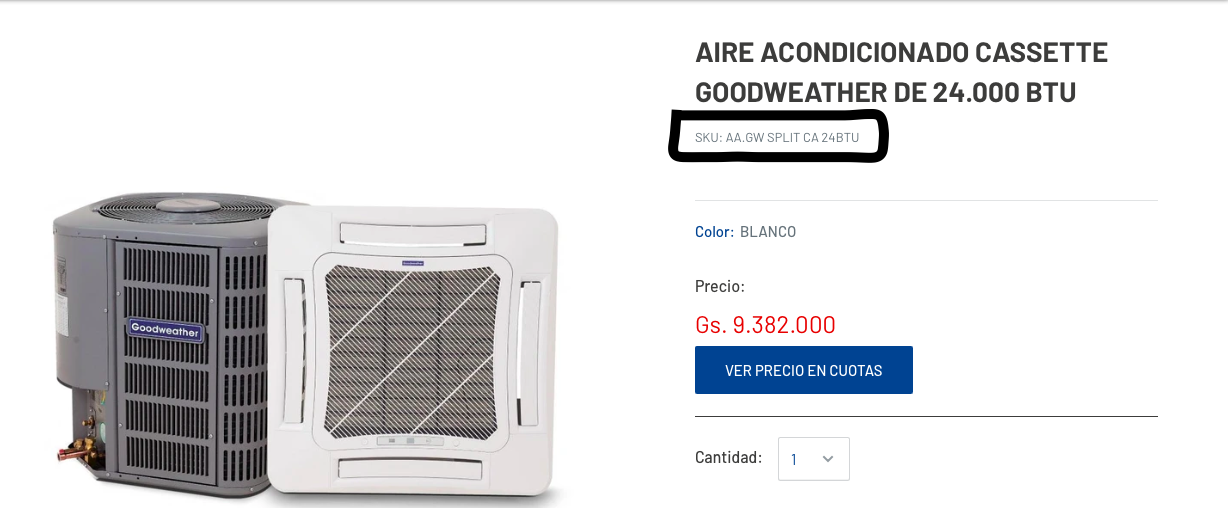 AIRE ACONDICIONADO CASSETTE
GOODWEATHER DE 24.000 BTU
SKU: AA.GW SPLIT CA 24BTU
Goodweather
Goodweather
Color: BLANCO
Precio:
Gs. 9.382.000
VER PRECIO EN CUOTAS
Cantidad: 1